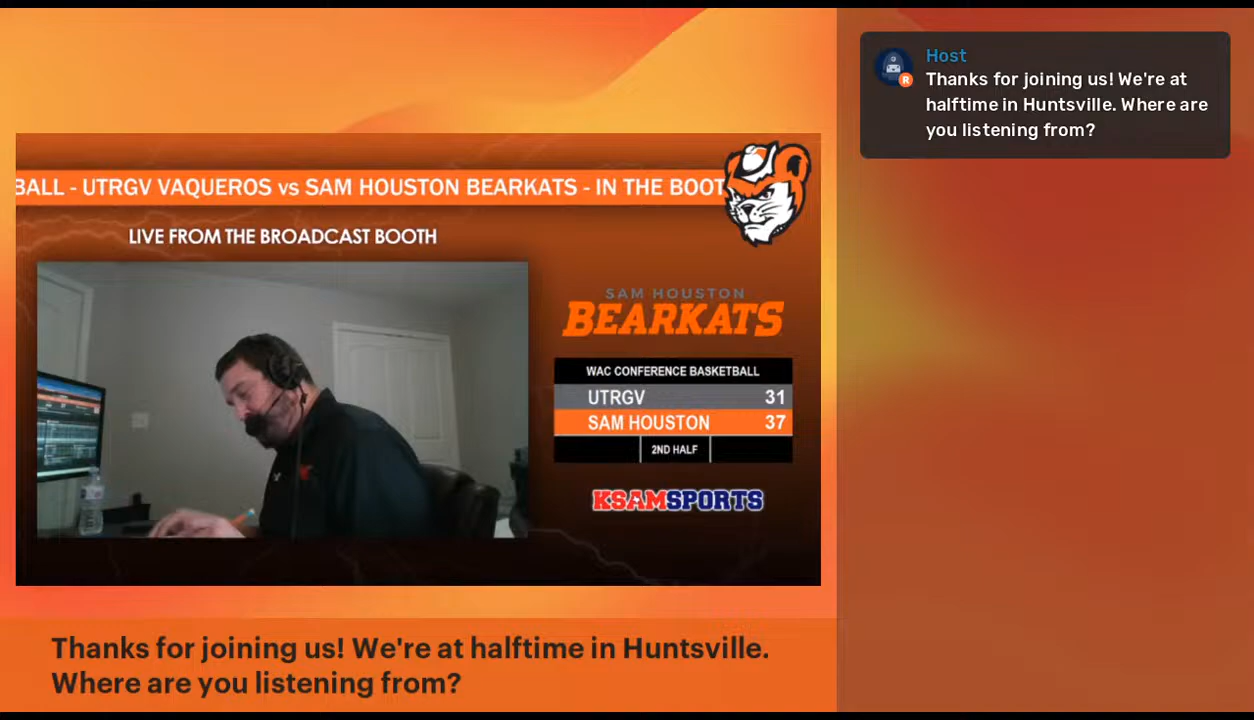 Host
R
Thanks for joining us! We're at
halftime in Huntsville. Where are
you listening from?
BALL - UTRGV VAQUEROS vs SAM HOUSTON BEARKATS - IN THE BOOT
LIVE FROM THE BROADCAST BOOTH
SAM HOUSTON
BEARKATS
WAC CONFERENCE BASKETBALL
UTRGV 31
SAM HOUSTON 37
2ND HALF
KSAMSPORTS
Thanks for joining us! We're at halftime in Huntsville.
Where are you listening from?